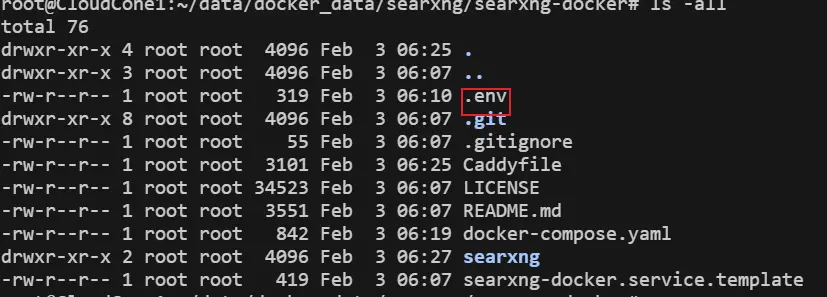 root@CloudCone1:~/data/docker_data/searxng/searxng-docker# ls -all
total 76
drwxr-xr-x 4 root root  4096 Feb  3 06:25 .
drwxr-xr-x 3 root root  4096 Feb  3 06:07 ..
-rw-r--r-- 1 root root   319 Feb  3 06:10 .env
drwxr-xr-x 8 root root  4096 Feb  3 06:07 .git
-rw-r--r-- 1 root root    55 Feb  3 06:07 .gitignore
-rw-r--r-- 1 root root  3101 Feb  3 06:25 Caddyfile
-rw-r--r-- 1 root root 34523 Feb  3 06:07 LICENSE
-rw-r--r-- 1 root root  3551 Feb  3 06:07 README.md
-rw-r--r-- 1 root root   842 Feb  3 06:19 docker-compose.yaml
drwxr-xr-x 2 root root  4096 Feb  3 06:27 searxng
-rw-r--r-- 1 root root   419 Feb  3 06:07 searxng-docker.service.template